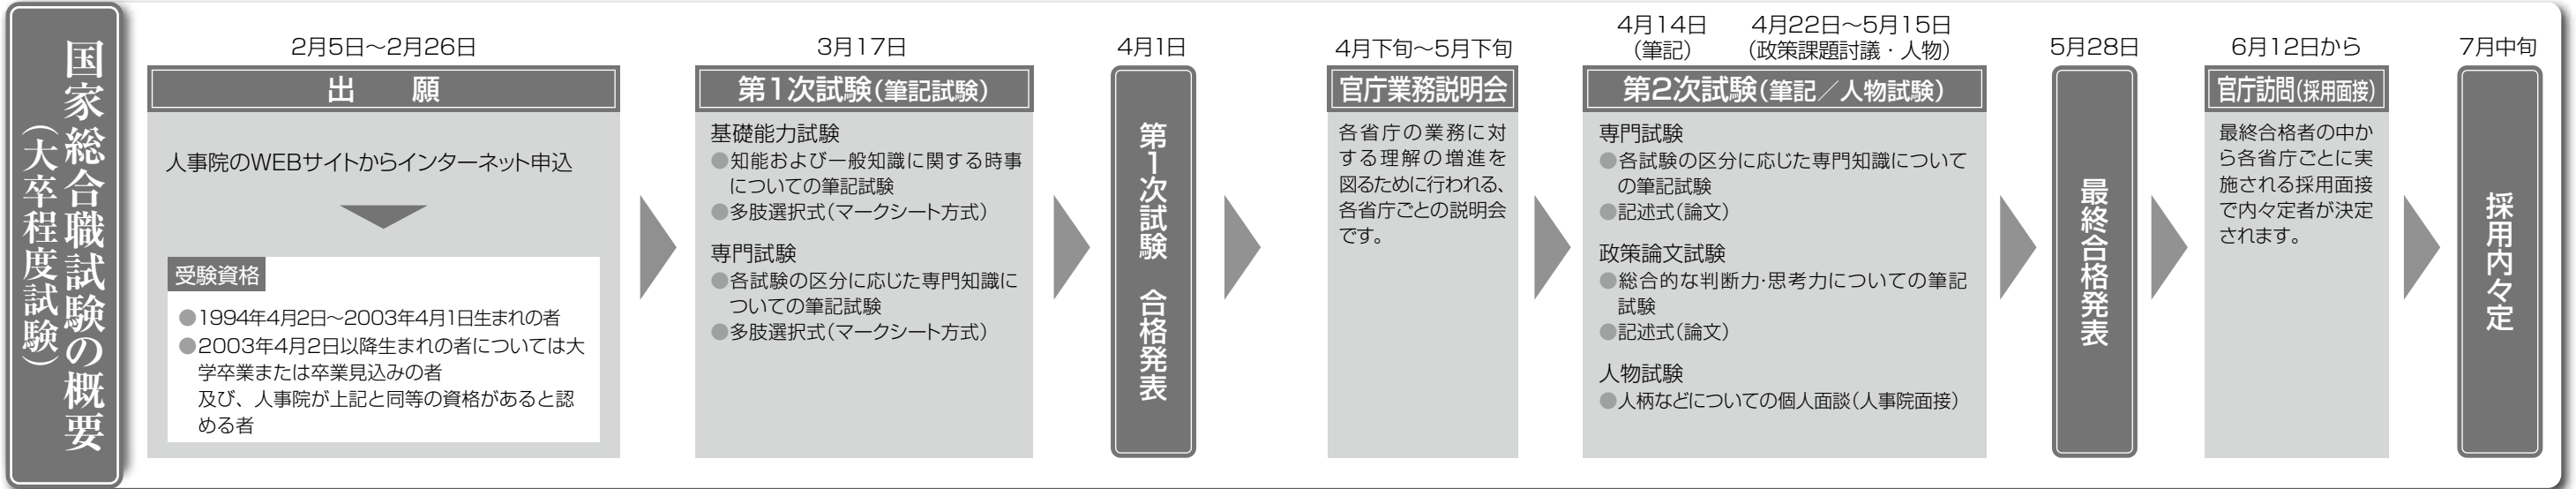 国家総合職試験の概要
（大卒程度試験）
2月5日～2月26日
出　願
人事院のWEBサイトからインターネット申込
受験資格
●1994年4月2日～2003年4月1日生まれの者
●2003年4月2日以降生まれの者については大
学卒業または卒業見込みの者
及び、人事院が上記と同等の資格があると認
める者
3月17日
第1次試験（筆記試験）
基礎能力試験
●知能および一般知識に関する時事
についての筆記試験
●多肢選択式（マークシート方式）
専門試験
●各試験の区分に応じた専門知識に
ついての筆記試験
●多肢選択式（マークシート方式）
4月1日
第1次試験　合格発表
4月下旬～5月下旬
官庁業務説明会
各省庁の業務に対
する理解の増進を
図るために行われる、
各省庁ごとの説明会
です。
4月14日
（筆記）
4月22日～5月15日
（政策課題討議・人物）
第2次試験（筆記／人物試験）
専門試験
●各試験の区分に応じた専門知識について
の筆記試験
●記述式（論文）
政策論文試験
●総合的な判断力・思考力についての筆記
試験
●記述式（論文）
人物試験
●人柄などについての個人面談（人事院面接）
5月28日
最終合格発表
6月12日から
官庁訪問（採用面接）
最終合格者の中か
ら各省庁ごとに実
施される採用面接
で内々定者が決定
されます。
7月中旬
採用内々定